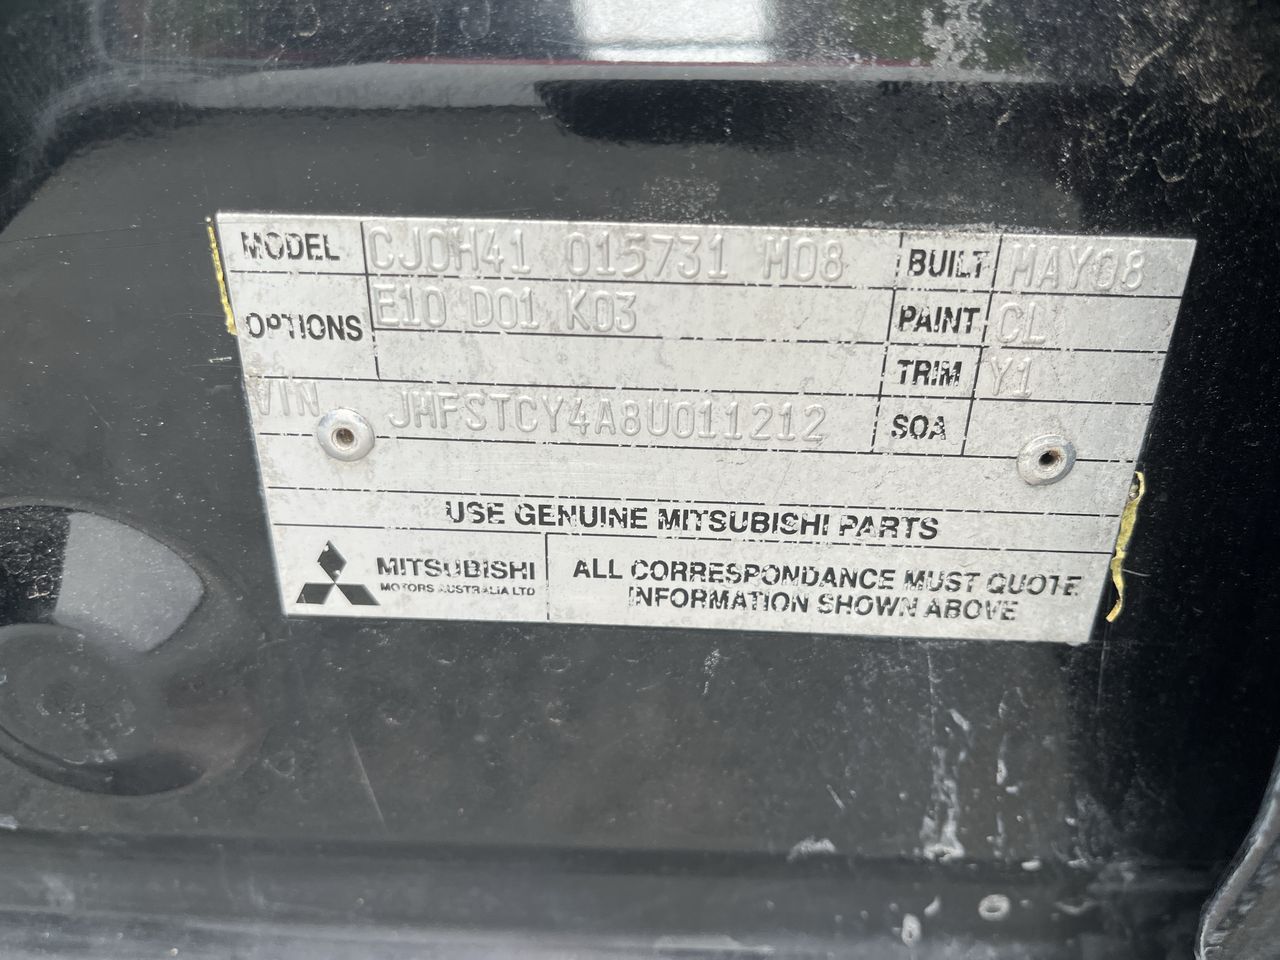 MODEL CJ0H41 015731 M08 BUILT MAY08
OPTIONS E10 D01 K03 PAINT CL
TRIM Y1
VIN JMFSTCY4A8U011212 SOA
USE GENUINE MITSUBISHI PARTS
MITSUBISHI
MOTORS AUSTRALIA LTD
ALL CORRESPONDANCE MUST QUOTE
INFORMATION SHOWN ABOVE